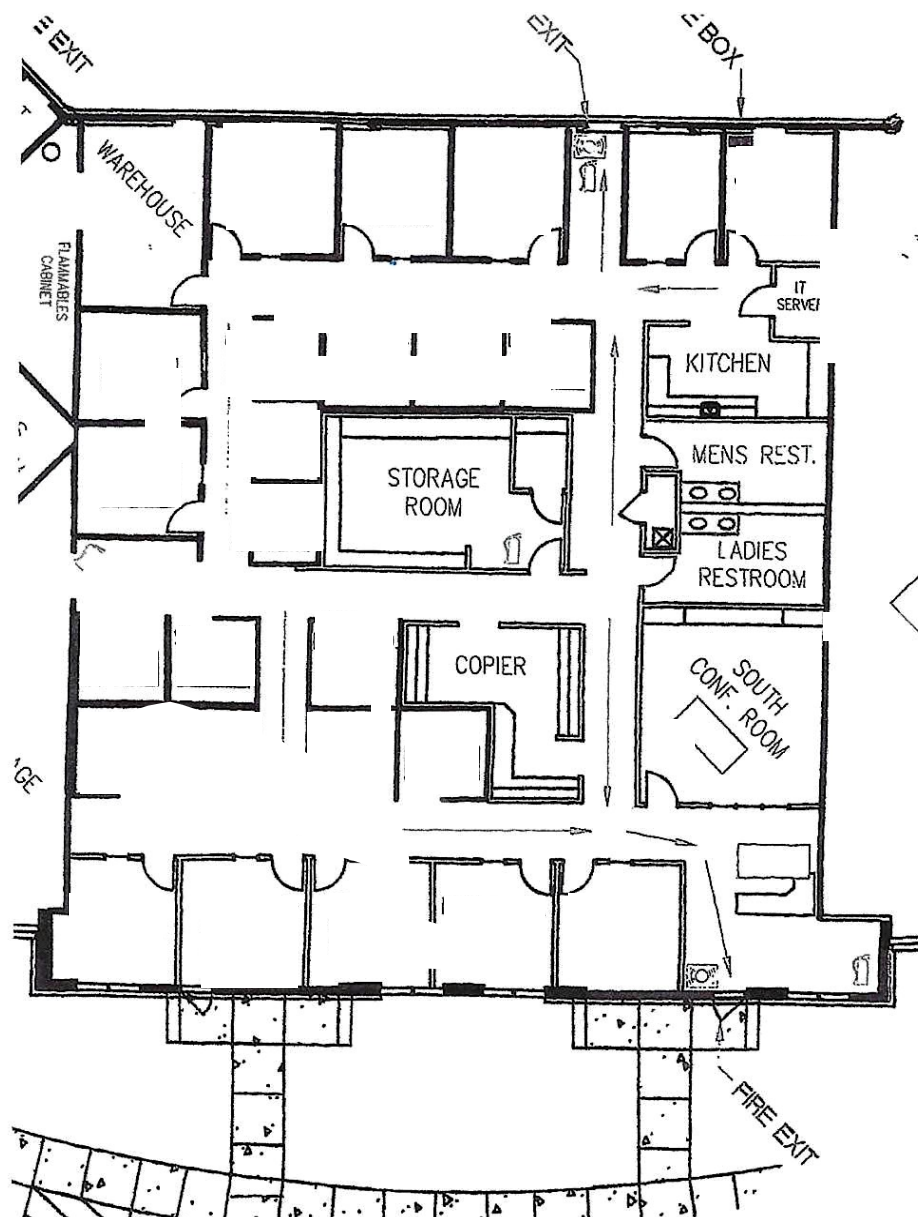 E EXIT
EXIT
E BOX
WAREHOUSE
FLAMMABLES
CABINET
IT
SERVER
KITCHEN
MENS REST.
STORAGE
ROOM
LADIES
RESTROOM
COPIER
SOUTH
CONF. ROOM
FIRE EXIT